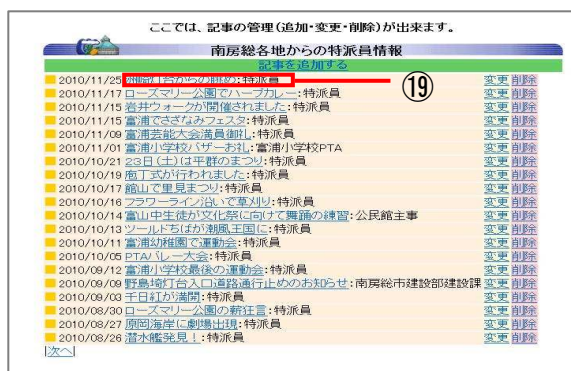 ここでは、記事の管理(追加・変更・削除)が出来ます。
南房総各地からの特派員情報
記事を追加する
2010/11/25 からの眺め:特派員 変更 削除
⑲
2010/11/17 ローズマリー公園でハーブカレー:特派員 変更 削除
2010/11/15 岩井ウォークが開催されました:特派員 変更 削除
2010/11/15 富浦でさざなみフェスタ:特派員 変更 削除
2010/11/09 富浦芸能大会満員御礼:特派員 変更 削除
2010/11/01 富浦小学校バザーお礼:富浦小学校PTA 変更 削除
2010/10/21 23日(土)は平群のまつり:特派員 変更 削除
2010/10/19 庖丁式が行われました:特派員 変更 削除
2010/10/17 館山で里見まつり:特派員 変更 削除
2010/10/16 フラワーライン沿いで草刈り:特派員 変更 削除
2010/10/14 富山中生徒が文化祭に向けて舞踊の練習:公民館主事 変更 削除
2010/10/13 ツールドちばが潮風王国に:特派員 変更 削除
2010/10/11 富浦幼稚園で運動会:特派員 変更 削除
2010/10/05 PTAバレー大会:特派員 変更 削除
2010/09/12 富浦小学校最後の運動会:特派員 変更 削除
2010/09/09 野島埼灯台入口道路通行止めのお知らせ:南房総市建設部建設課 変更 削除
2010/09/03 千日紅が満開:特派員 変更 削除
2010/08/30 ローズマリー公園の薪狂言:特派員 変更 削除
2010/08/27 原岡海岸に劇場出現:特派員 変更 削除
2010/08/26 潜水艦発見!:特派員 変更 削除
|次へ|